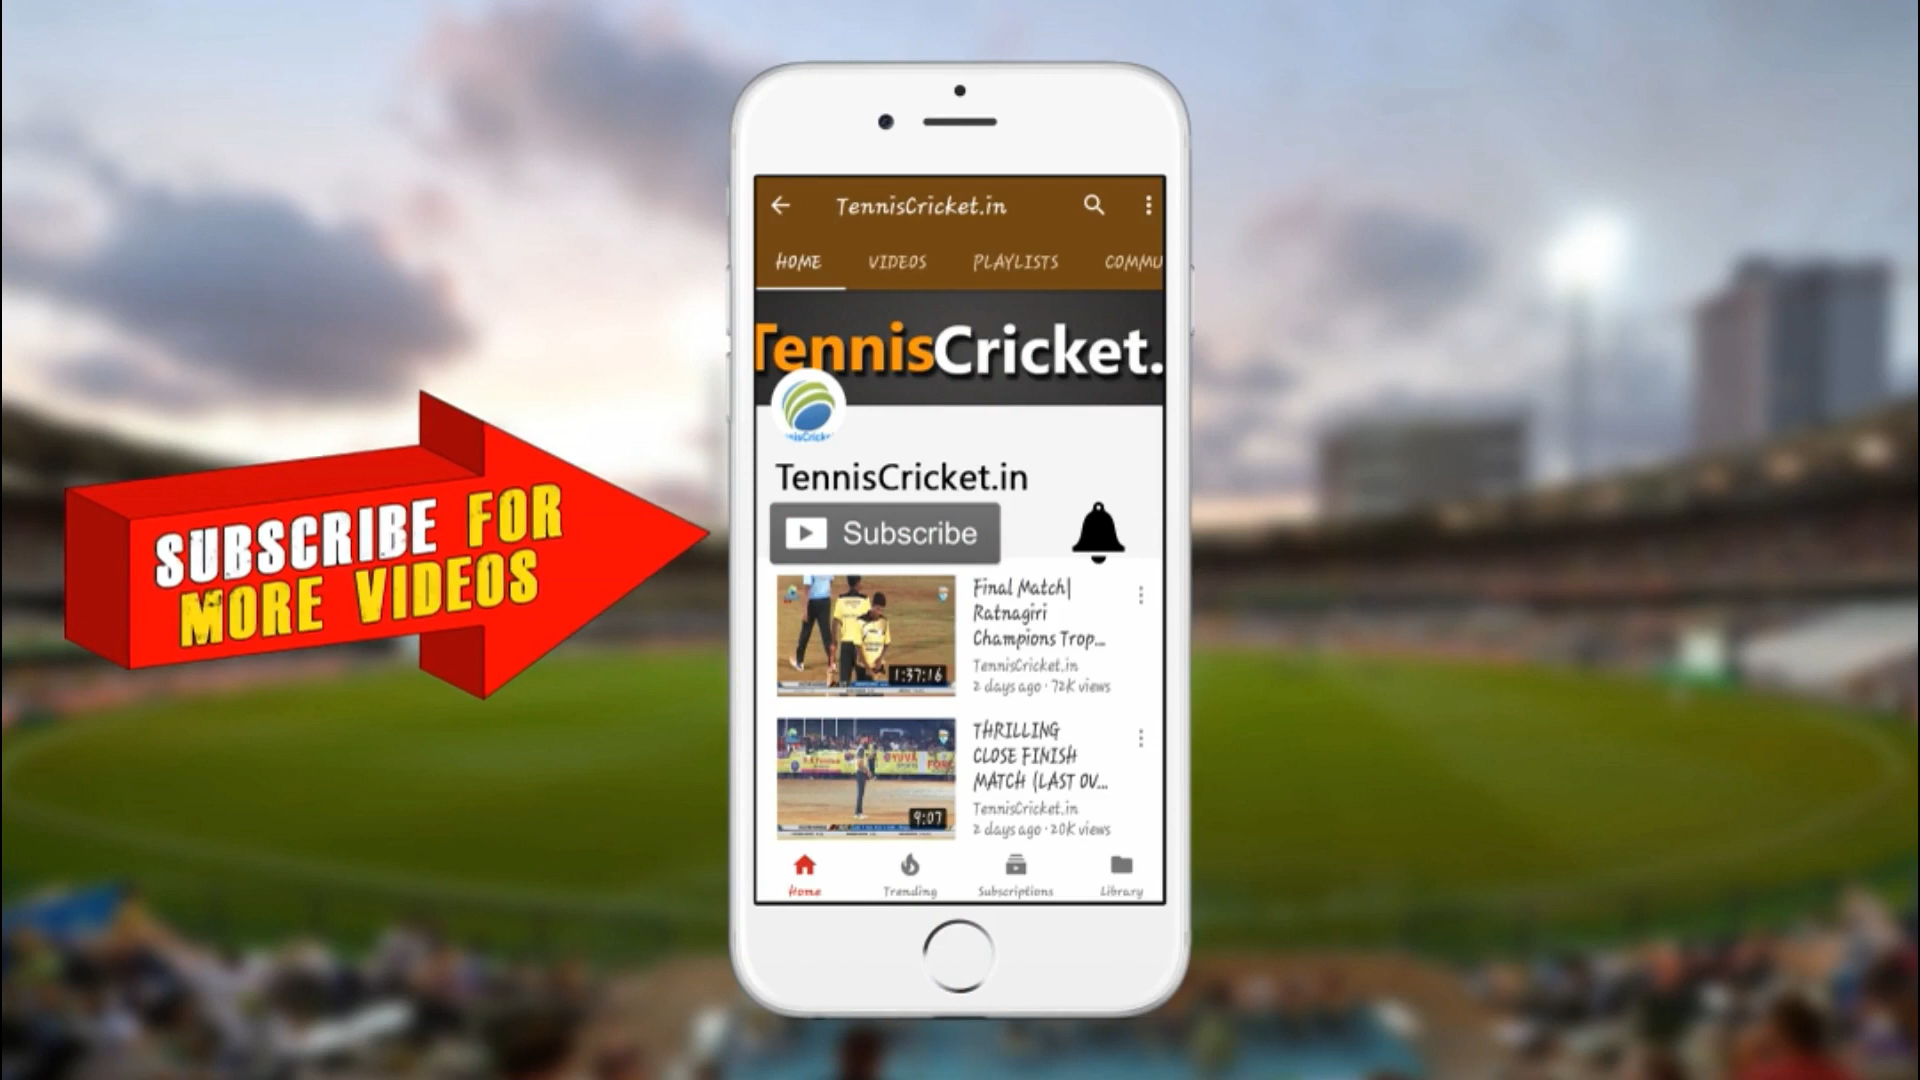 TennisCricket.in
HOME VIDEOS PLAYLISTS COMMU
TennisCricket.
TennisCricket.in
Subscribe
SUBSCRIBE FOR
MORE VIDEOS
Final Match|
Ratnagiri
Champions Trop...
TennisCricket.in
2 days ago · 72K views
1:37:16
THRILLING
CLOSE FINISH
MATCH (LAST OV...
TennisCricket.in
2 days ago · 20K views
YUVA
9:07
Home Trending Subscriptions Library